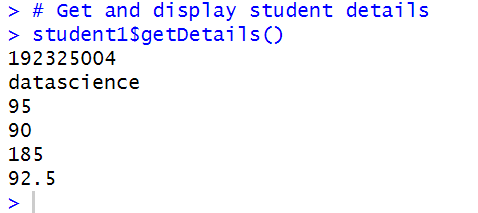 > # Get and display student details
> student1$getDetails()
192325004
datascience
95
90
185
92.5
>